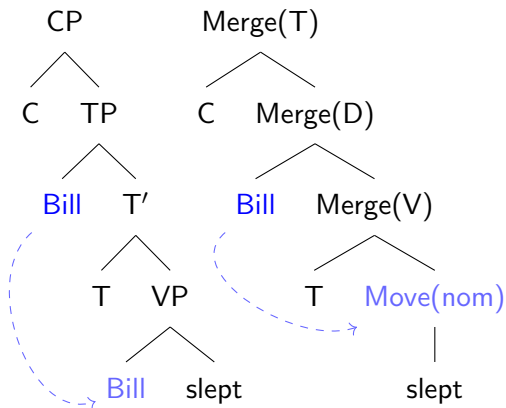 CP Merge(T)
C TP C Merge(D)
Bill T′ Bill Merge(V)
T VP T Move(nom)
Bill slept slept